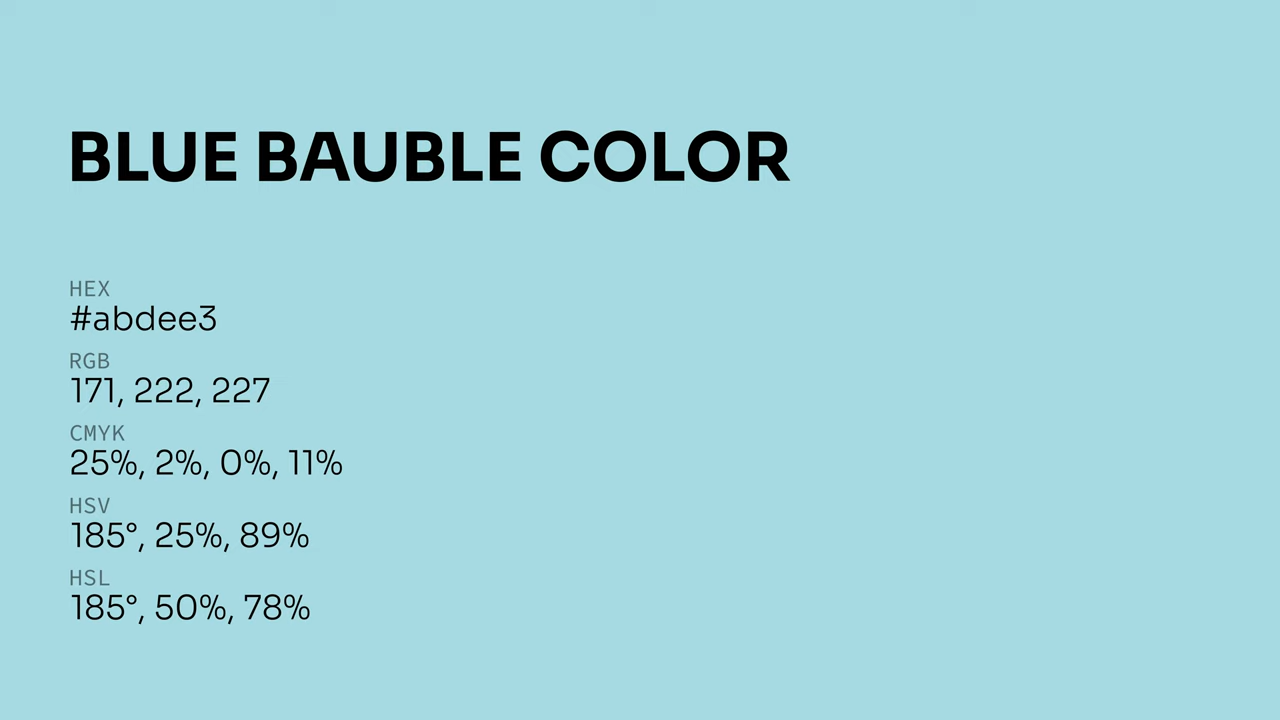 BLUE BAUBLE COLOR
HEX
#abdee3
RGB
171, 222, 227
CMYK
25%, 2%, 0%, 11%
HSV
185°, 25%, 89%
HSL
185°, 50%, 78%